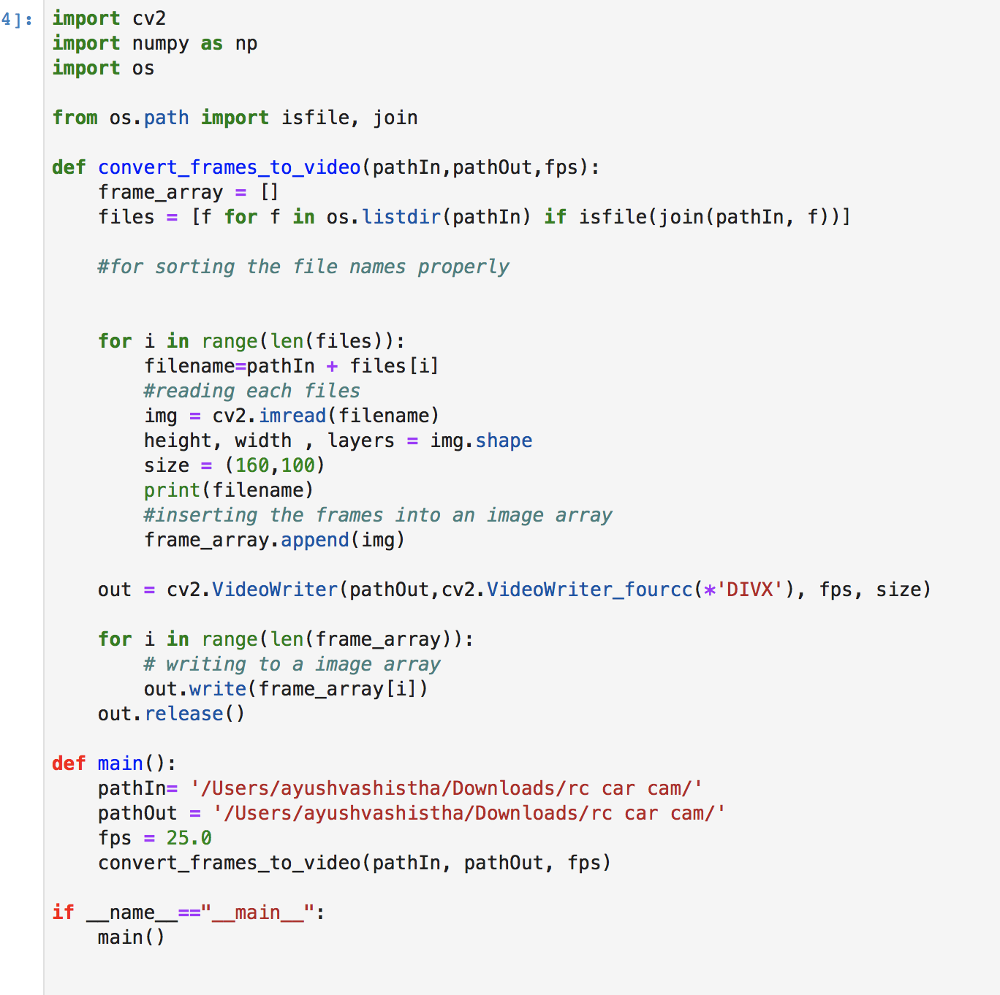 4]:
import cv2
import numpy as np
import os
from os.path import isfile, join
def convert_frames_to_video(pathIn,pathOut,fps):
    frame_array = []
    files = [f for f in os.listdir(pathIn) if isfile(join(pathIn, f))]
    #for sorting the file names properly
    for i in range(len(files)):
        filename=pathIn + files[i]
        #reading each files
        img = cv2.imread(filename)
        height, width , layers = img.shape
        size = (160,100)
        print(filename)
        #inserting the frames into an image array
        frame_array.append(img)
    out = cv2.VideoWriter(pathOut,cv2.VideoWriter_fourcc(*'DIVX'), fps, size)
    for i in range(len(frame_array)):
        # writing to a image array
        out.write(frame_array[i])
    out.release()
def main():
    pathIn= '/Users/ayushvashistha/Downloads/rc car cam/'
    pathOut = '/Users/ayushvashistha/Downloads/rc car cam/'
    fps = 25.0
    convert_frames_to_video(pathIn, pathOut, fps)
if __name__=="__main__":
    main()